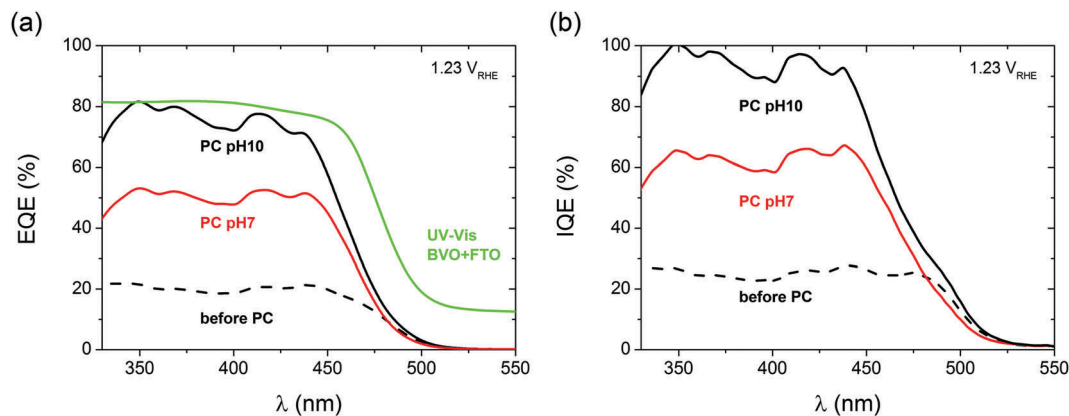 (a)
100
80
60
40
20
0
EQE (%)
1.23 V_RHE
PC pH10
PC pH7
UV-Vis
BVO+FTO
before PC
350
400
450
500
550
λ (nm)
(b)
100
80
60
40
20
0
IQE (%)
1.23 V_RHE
PC pH10
PC pH7
before PC
350
400
450
500
550
λ (nm)